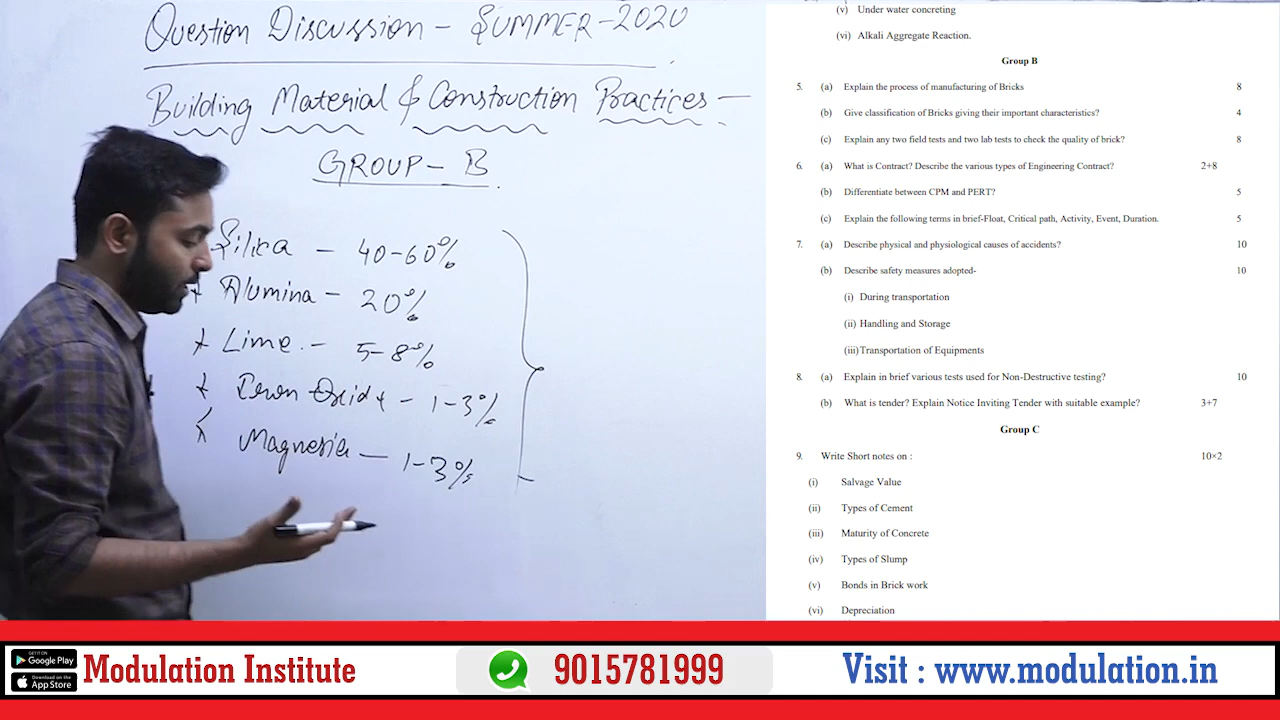 Question Discussion - SUMMER-2020
Building Material & Construction Practices -
GROUP - B
Silica - 40-60%
Alumina - 20%
Lime. - 5-8%
Iron Oxide - 1-3%
Magnesia - 1-3%
(v) Under water concreting
(vi) Alkali Aggregate Reaction.
Group B
5. (a) Explain the process of manufacturing of Bricks 8
(b) Give classification of Bricks giving their important characteristics? 4
(c) Explain any two field tests and two lab tests to check the quality of brick? 8
6. (a) What is Contract? Describe the various types of Engineering Contract? 2+8
(b) Differentiate between CPM and PERT? 5
(c) Explain the following terms in brief-Float, Critical path, Activity, Event, Duration. 5
7. (a) Describe physical and physiological causes of accidents? 10
(b) Describe safety measures adopted- 10
(i) During transportation
(ii) Handling and Storage
(iii)Transportation of Equipments
8. (a) Explain in brief various tests used for Non-Destructive testing? 10
(b) What is tender? Explain Notice Inviting Tender with suitable example? 3+7
Group C
9. Write Short notes on : 10×2
(i) Salvage Value
(ii) Types of Cement
(iii) Maturity of Concrete
(iv) Types of Slump
(v) Bonds in Brick work
(vi) Depreciation
GET IT ON
Google Play
Download on the
App Store
Modulation Institute
9015781999
Visit : www.modulation.in